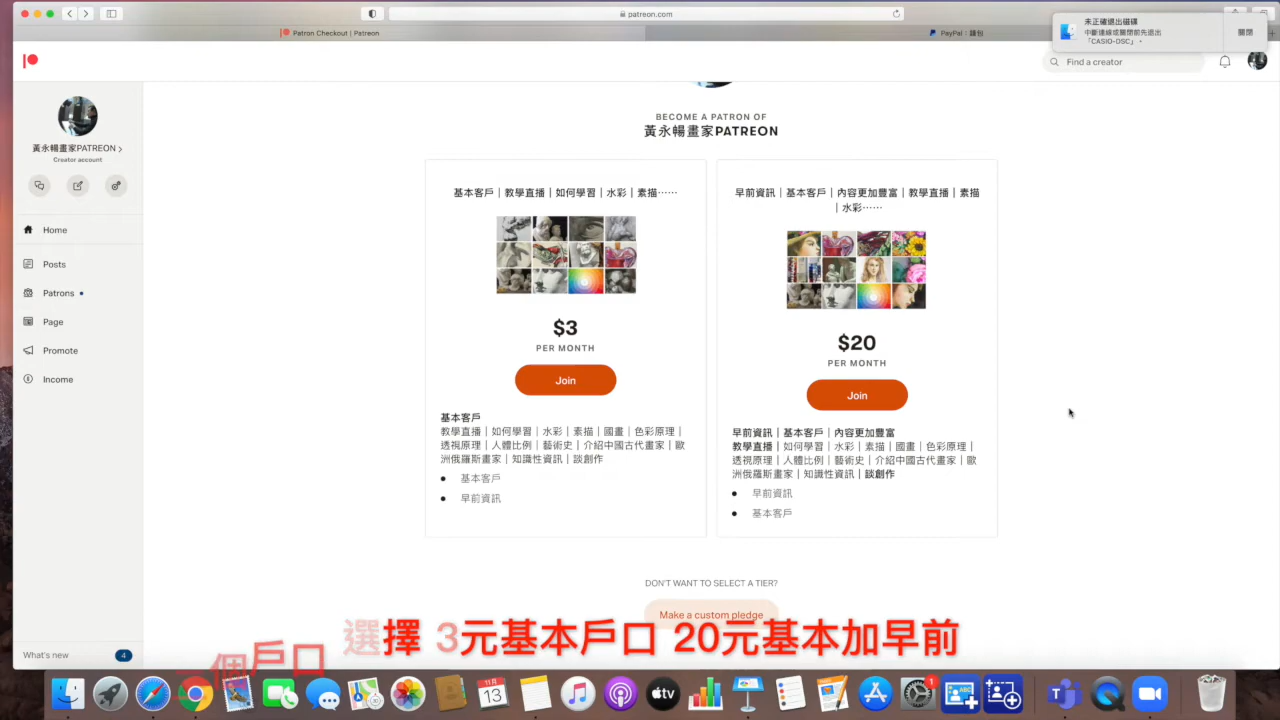 patreon.com
Patron Checkout | Patreon
PayPal：錢包
未正確退出磁碟
中斷連線或關閉前先退出
「CASIO-DSC」。
關閉
Find a creator
黃永暢畫家PATREON
Creator account
Home
Posts
Patrons
Page
Promote
Income
What's new
4
BECOME A PATRON OF
黃永暢畫家PATREON
基本客戶｜教學直播｜如何學習｜水彩｜素描⋯⋯
$3
PER MONTH
Join
基本客戶
教學直播｜如何學習｜水彩｜素描｜國畫｜色彩原理｜
透視原理｜人體比例｜藝術史｜介紹中國古代畫家｜歐
洲俄羅斯畫家｜知識性資訊｜談創作
基本客戶
早前資訊
早前資訊｜基本客戶｜內容更加豐富｜教學直播｜素描
｜水彩⋯⋯
$20
PER MONTH
Join
早前資訊｜基本客戶｜內容更加豐富
教學直播｜如何學習｜水彩｜素描｜國畫｜色彩原理｜
透視原理｜人體比例｜藝術史｜介紹中國古代畫家｜歐
洲俄羅斯畫家｜知識性資訊｜談創作
早前資訊
基本客戶
DON'T WANT TO SELECT A TIER?
Make a custom pledge
個戶口
選擇 3元基本戶口 20元基本加早前
11月
13
tv
1